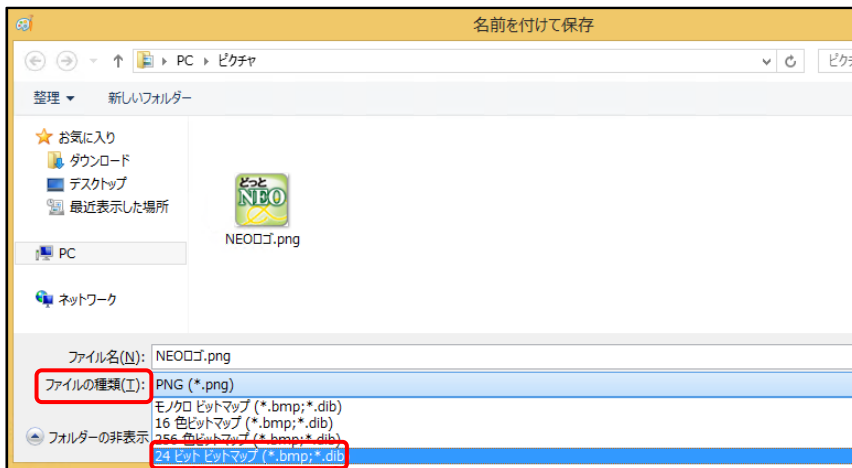 名前を付けて保存
PC ピクチャ
整理 新しいフォルダー
お気に入り
ダウンロード
デスクトップ
最近表示した場所
PC
ネットワーク
どっと
NEO
NEOロゴ.png
ファイル名(N): NEOロゴ.png
ファイルの種類(T): PNG (*.png)
モノクロ ビットマップ (*.bmp;*.dib)
16 色ビットマップ (*.bmp;*.dib)
フォルダーの非表示 256 色ビットマップ (*.bmp;*.dib)
24 ビット ビットマップ (*.bmp;*.dib